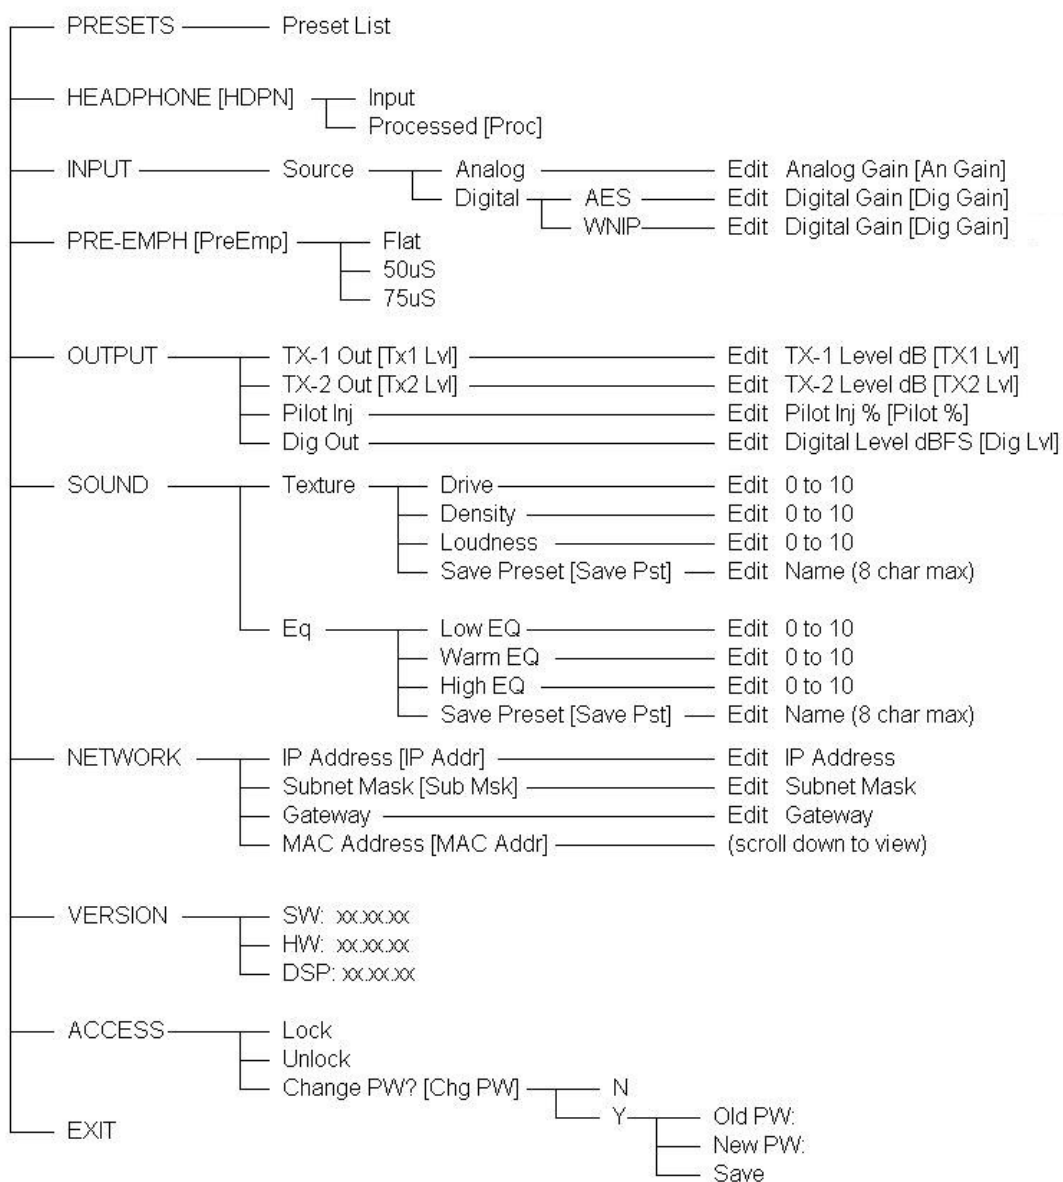 PRESETS Preset List
HEADPHONE [HDPN] Input
Processed [Proc]
INPUT Source Analog Edit Analog Gain [An Gain]
Digital AES Edit Digital Gain [Dig Gain]
WNIP Edit Digital Gain [Dig Gain]
PRE-EMPH [PreEmp] Flat
50uS
75uS
OUTPUT TX-1 Out [Tx1 Lvl] Edit TX-1 Level dB [TX1 Lvl]
TX-2 Out [Tx2 Lvl] Edit TX-2 Level dB [TX2 Lvl]
Pilot Inj Edit Pilot Inj % [Pilot %]
Dig Out Edit Digital Level dBFS [Dig Lvl]
SOUND Texture Drive Edit 0 to 10
Density Edit 0 to 10
Loudness Edit 0 to 10
Save Preset [Save Pst] Edit Name (8 char max)
Eq Low EQ Edit 0 to 10
Warm EQ Edit 0 to 10
High EQ Edit 0 to 10
Save Preset [Save Pst] Edit Name (8 char max)
NETWORK IP Address [IP Addr] Edit IP Address
Subnet Mask [Sub Msk] Edit Subnet Mask
Gateway Edit Gateway
MAC Address [MAC Addr] (scroll down to view)
VERSION SW: xx.xx.xx
HW: xx.xx.xx
DSP: xx.xx.xx
ACCESS Lock
Unlock
Change PW? [Chg PW] N
Y Old PW:
EXIT New PW:
Save